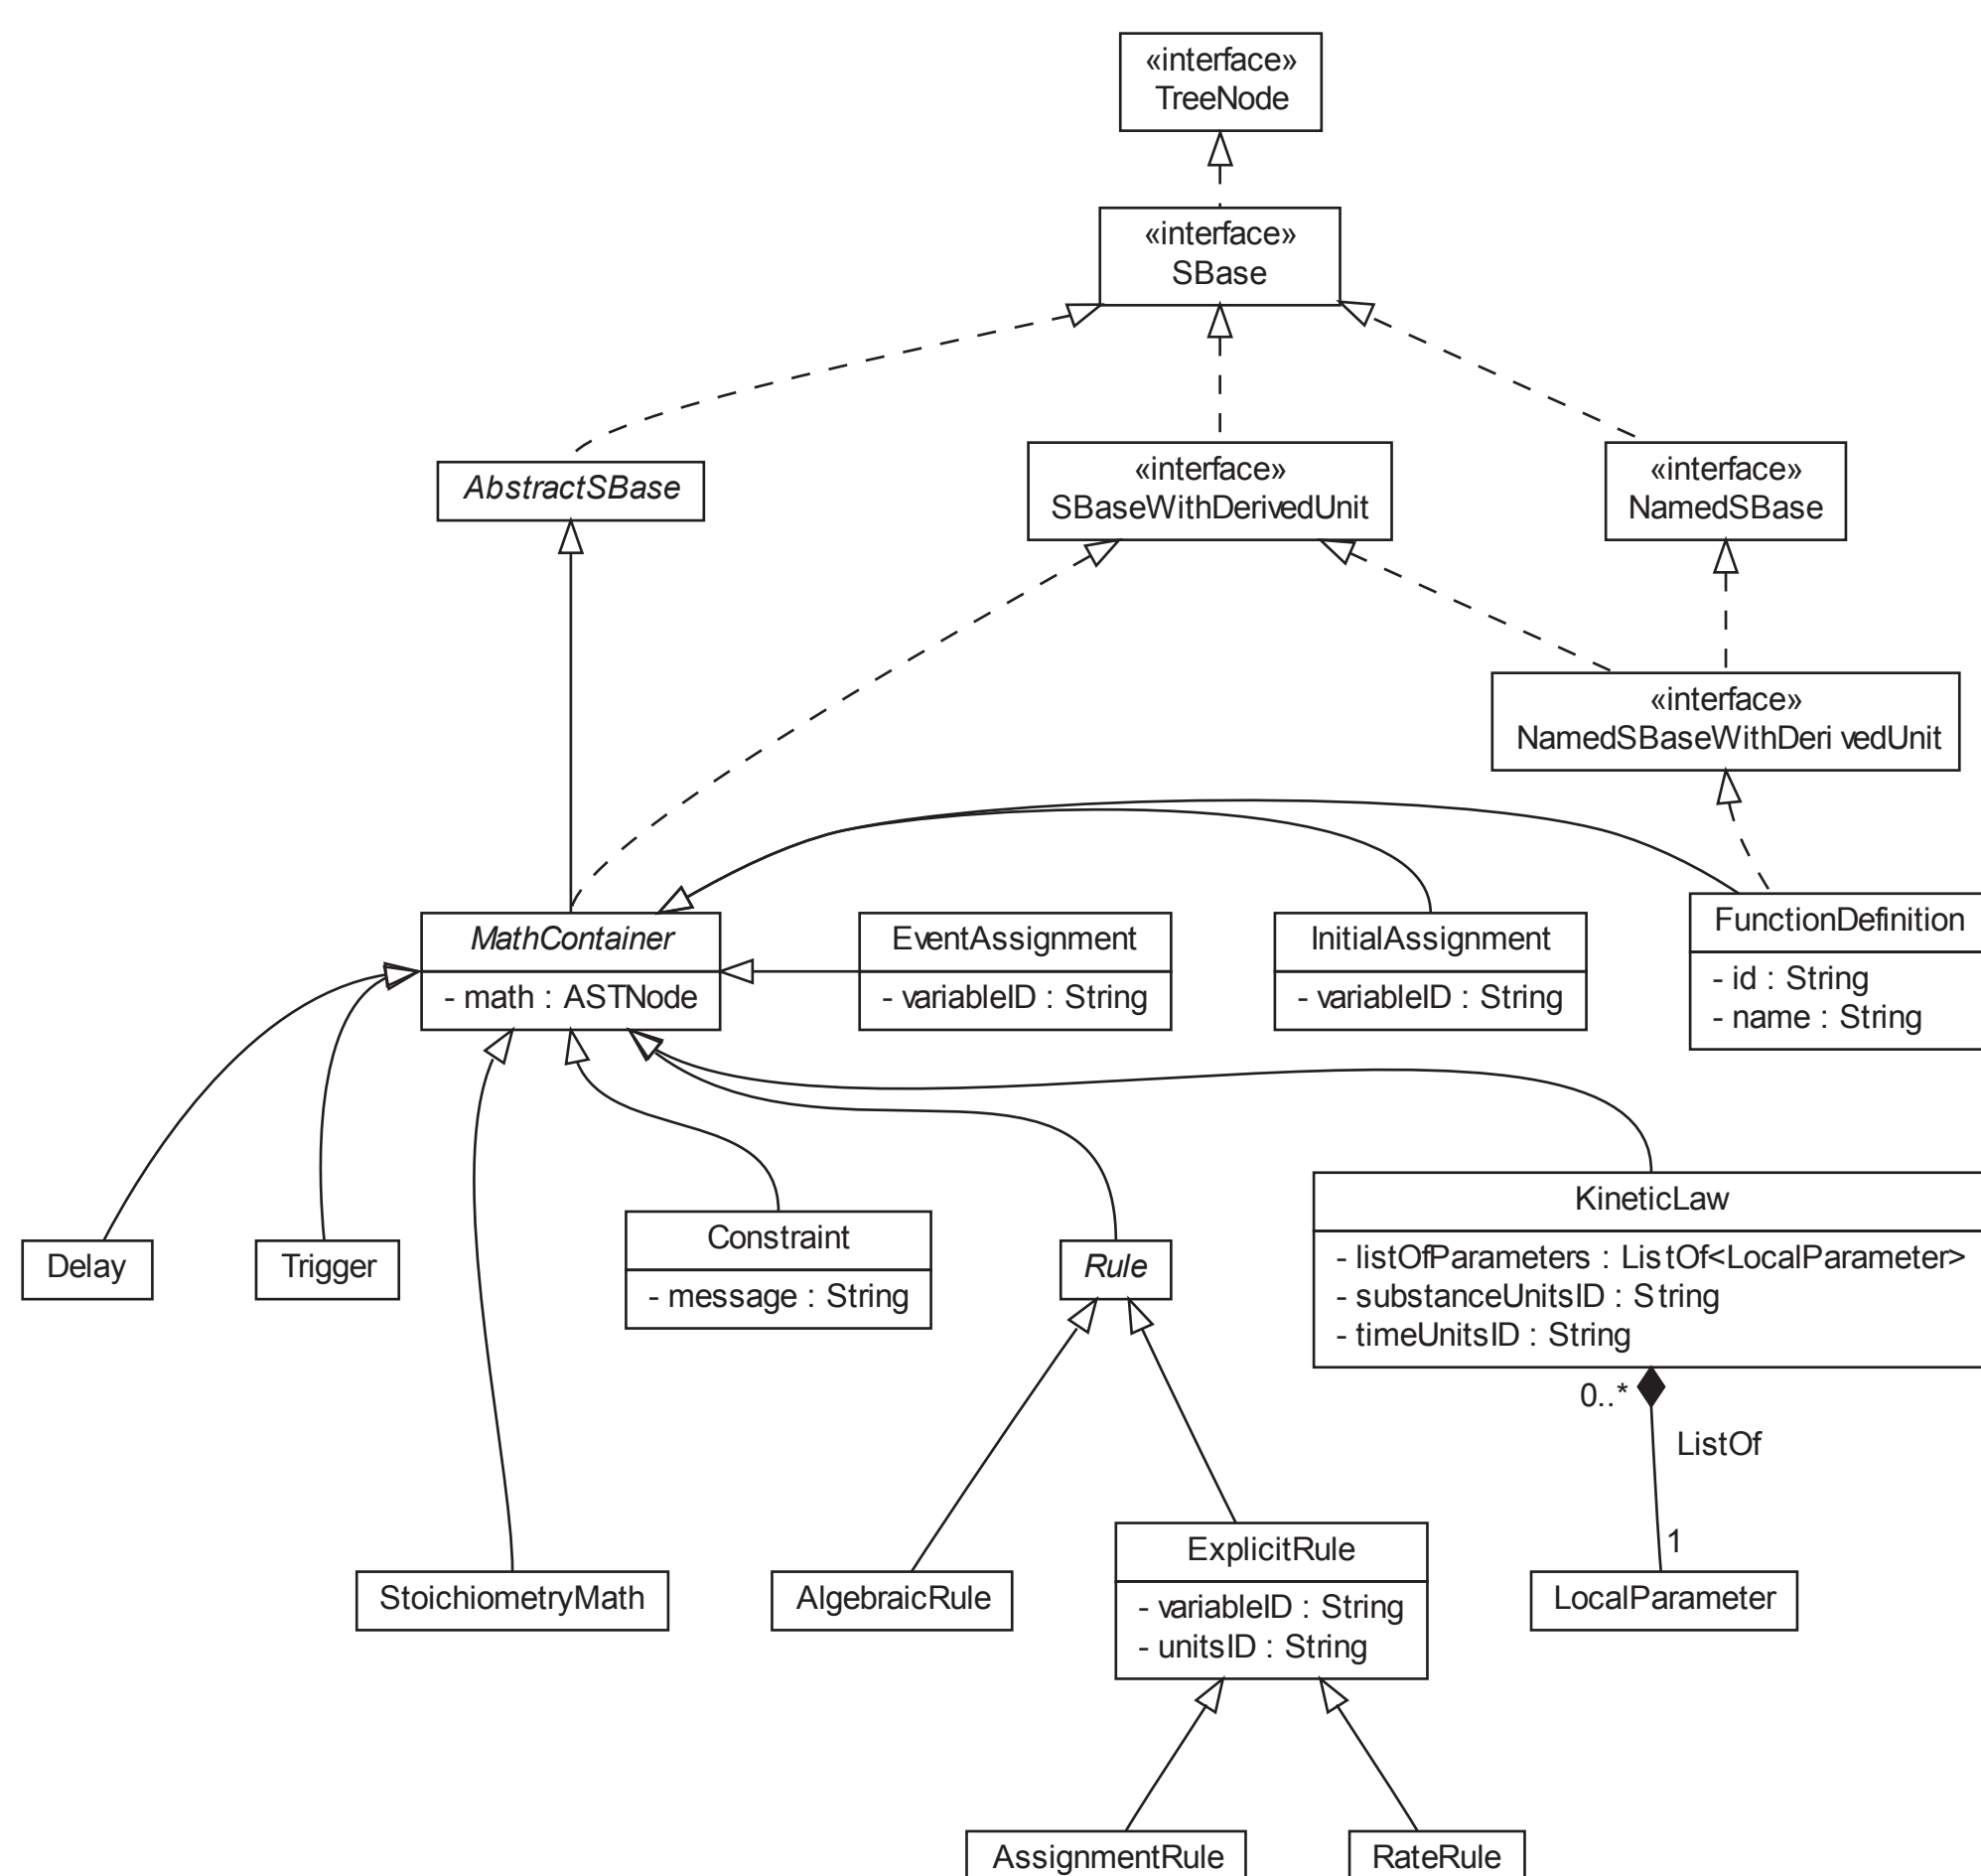 «interface»
TreeNode
«interface»
SBase
AbstractSBase
«interface»
SBaseWithDerivedUnit
«interface»
NamedSBase
«interface»
NamedSBaseWithDerivedUnit
MathContainer
- math : ASTNode
EventAssignment
- variableID : String
InitialAssignment
- variableID : String
FunctionDefinition
- id : String
- name : String
Delay
Trigger
Constraint
- message : String
Rule
KineticLaw
- listOfParameters : ListOf<LocalParameter>
- substanceUnitsID : String
- timeUnitsID : String
0..*
ListOf
1
StoichiometryMath
AlgebraicRule
ExplicitRule
- variableID : String
- unitsID : String
LocalParameter
AssignmentRule
RateRule